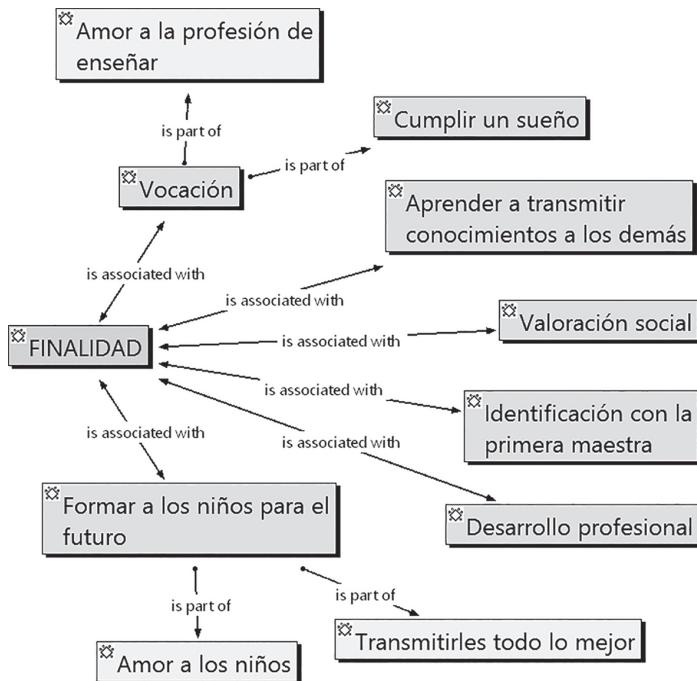 Amor a la profesión de
enseñar
is part of
Cumplir un sueño
is part of
Vocación
Aprender a transmitir
conocimientos a los demás
is associated with
is associated with
Valoración social
FINALIDAD
is associated with
is associated with
Identificación con la
primera maestra
is associated with
is associated with
Formar a los niños para el
futuro
Desarrollo profesional
is part of
is part of
Transmitirles todo lo mejor
Amor a los niños